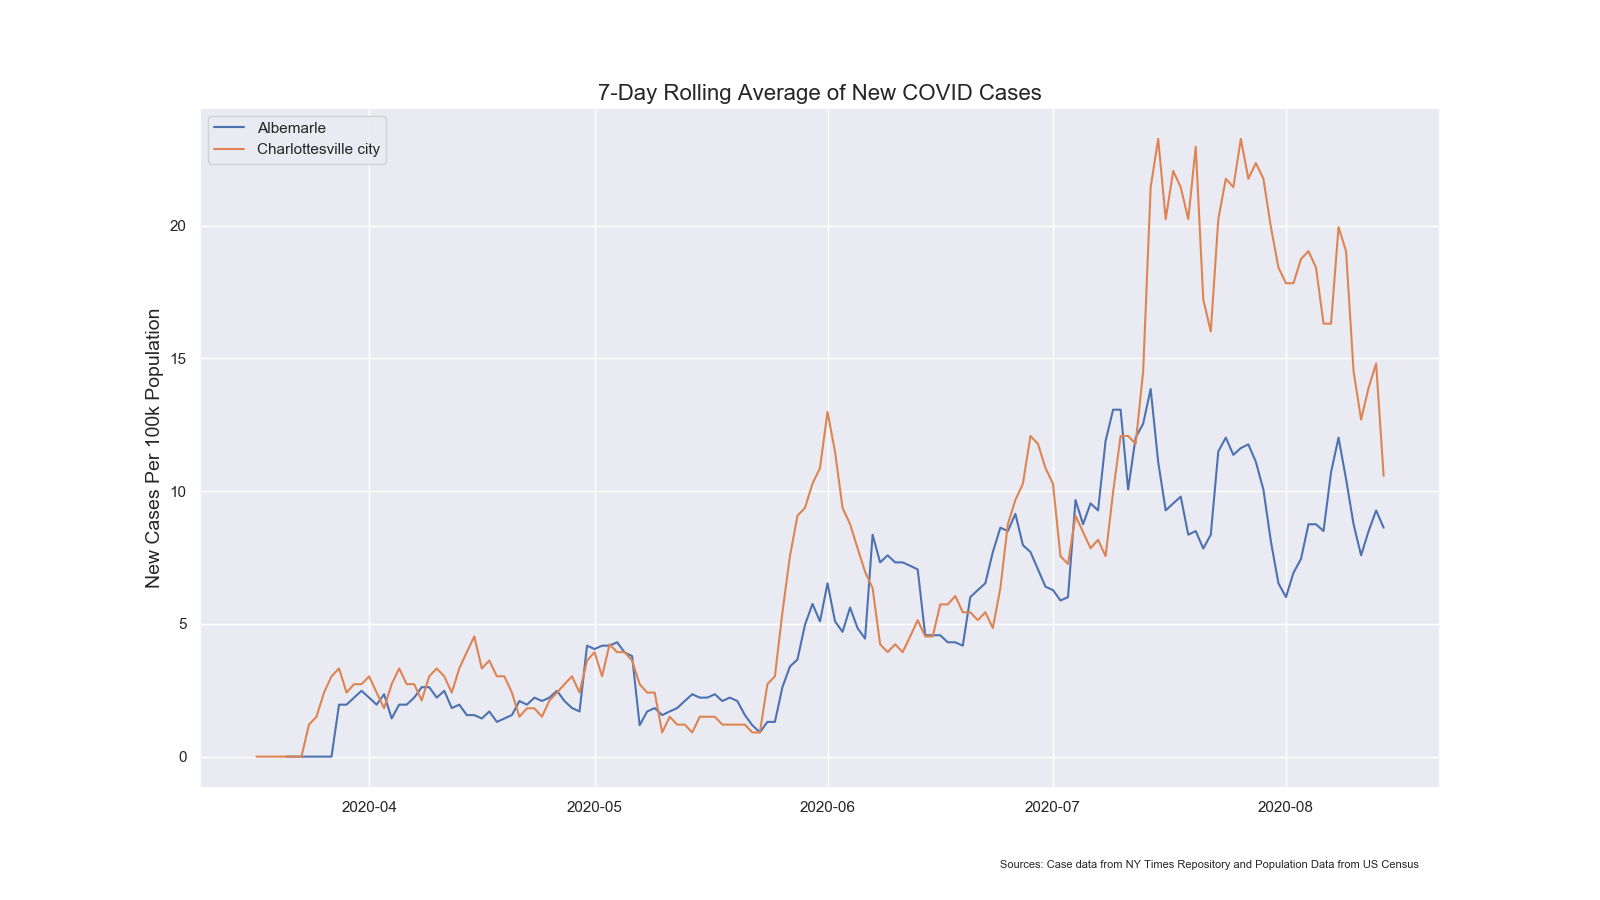 7-Day Rolling Average of New COVID Cases
Albemarle
Charlottesville city
New Cases Per 100k Population
20
15
10
5
0
2020-04
2020-05
2020-06
2020-07
2020-08
Sources: Case data from NY Times Repository and Population Data from US Census